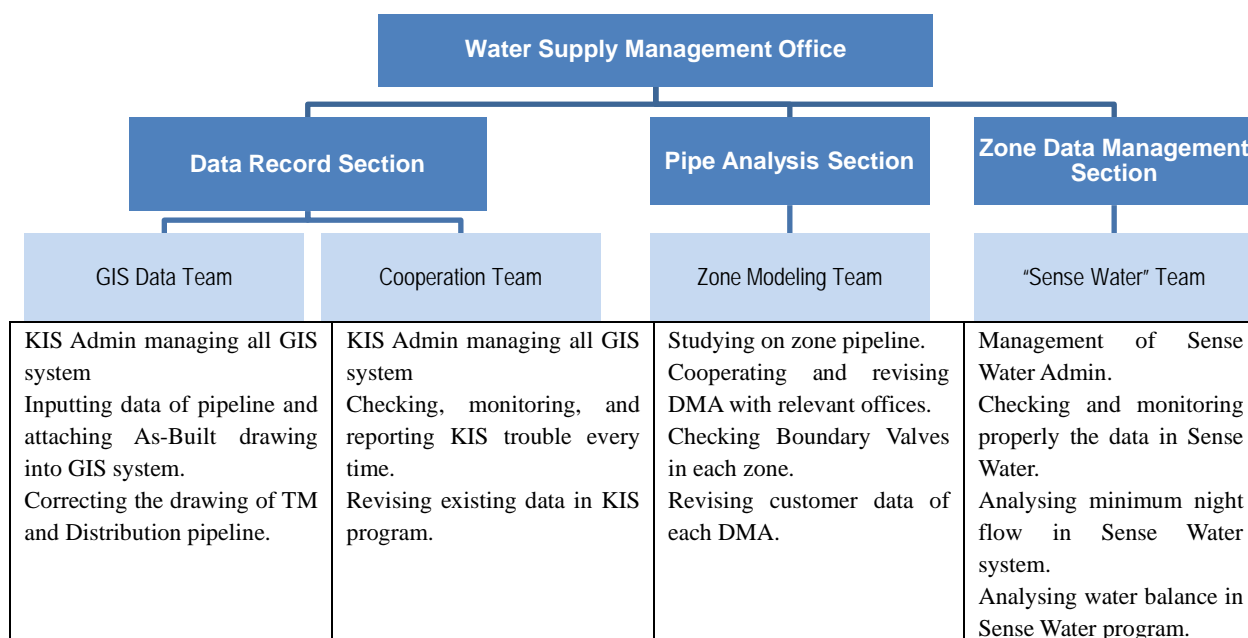 Water Supply Management Office
Data Record Section
Pipe Analysis Section
Zone Data Management
Section
GIS Data Team
Cooperation Team
Zone Modeling Team
“Sense Water” Team
KIS Admin managing all GIS
system
Inputting data of pipeline and
attaching As-Built drawing
into GIS system.
Correcting the drawing of TM
and Distribution pipeline.
KIS Admin managing all GIS
system
Checking, monitoring, and
reporting KIS trouble every
time.
Revising existing data in KIS
program.
Studying on zone pipeline.
Cooperating and revising
DMA with relevant offices.
Checking Boundary Valves
in each zone.
Revising customer data of
each DMA.
Management of Sense
Water Admin.
Checking and monitoring
properly the data in Sense
Water.
Analysing minimum night
flow in Sense Water
system.
Analysing water balance in
Sense Water program.